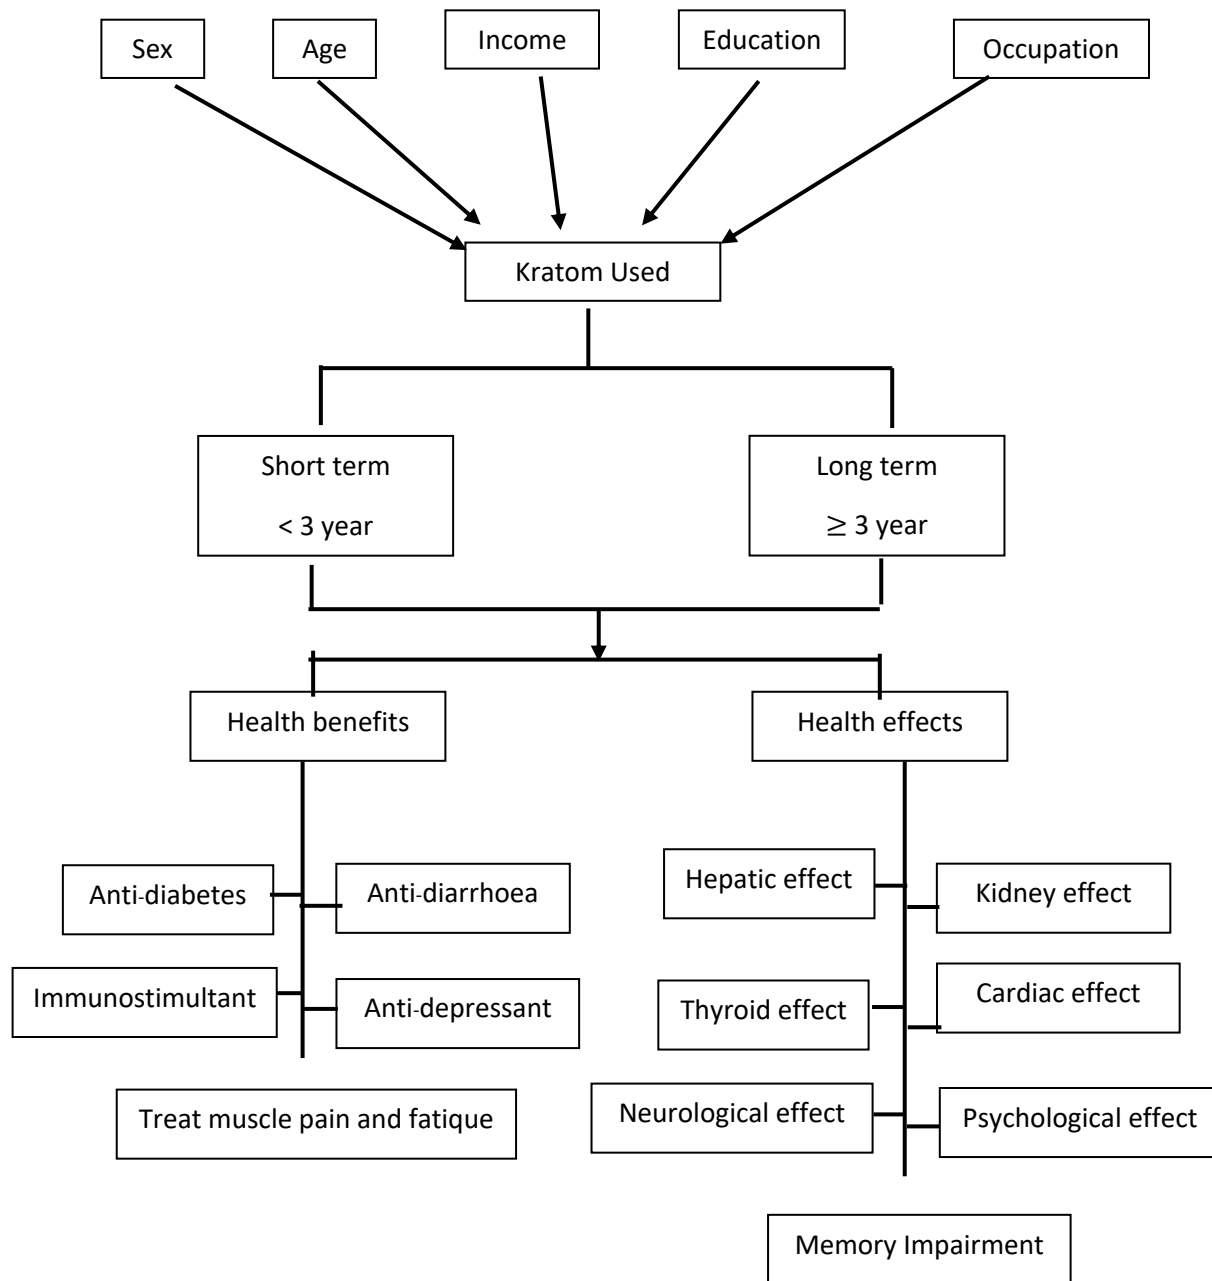 Sex
Age
Income
Education
Occupation
Kratom Used
Short term
< 3 year
Long term
≥ 3 year
Health benefits
Health effects
Anti-diabetes
Anti-diarrhoea
Hepatic effect
Kidney effect
Immunostimultant
Anti-depressant
Thyroid effect
Cardiac effect
Treat muscle pain and fatique
Neurological effect
Psychological effect
Memory Impairment